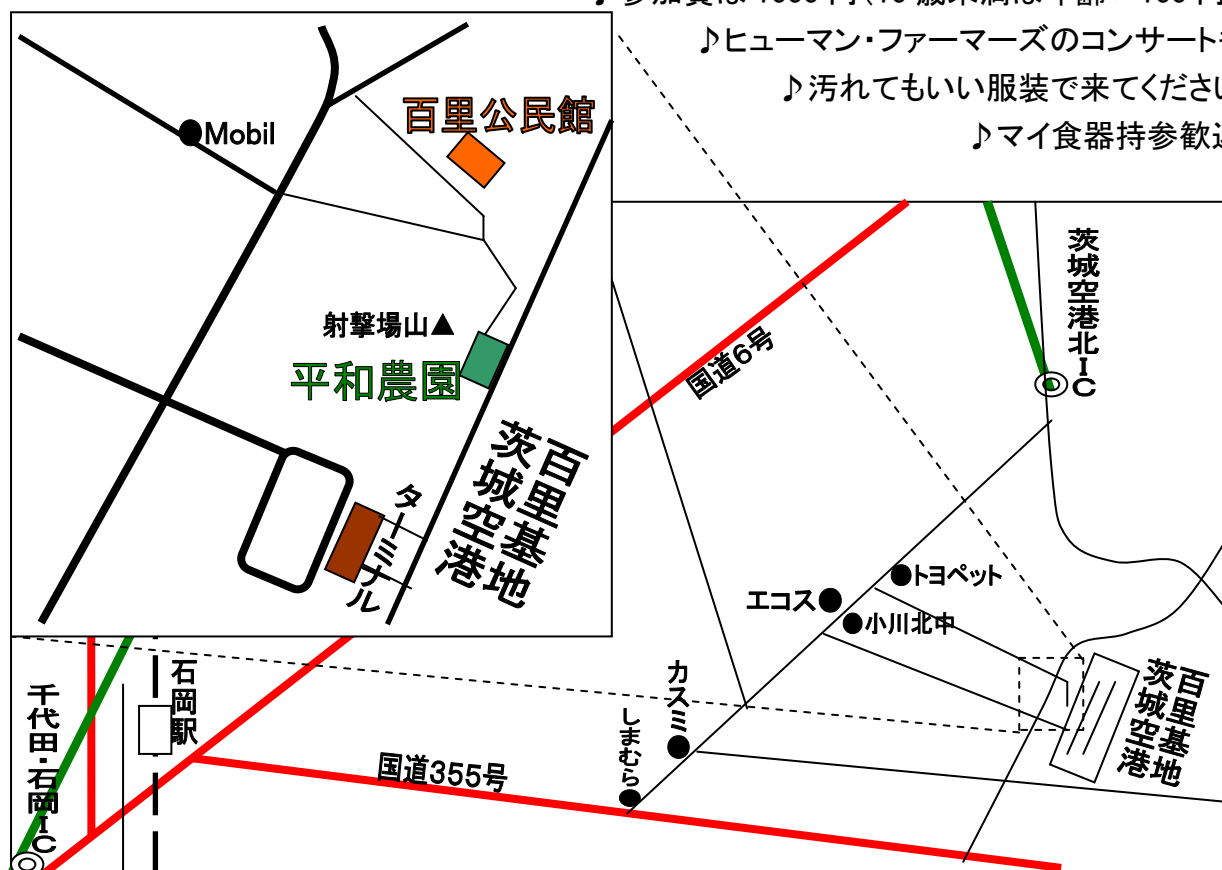 ♪ヒューマン・ファーマーズのコンサート
♪汚れてもいい服装で来てください
♪マイ食器持参歓迎
百里公民館
Mobil
射撃場山▲
平和農園
百里基地
茨城空港
ターミナル
国道6号
茨城空港北IC
トヨペット
エコス
小川北中
カスミ
しまむら
百里基地
茨城空港
石岡駅
千代田・石岡IC
国道355号